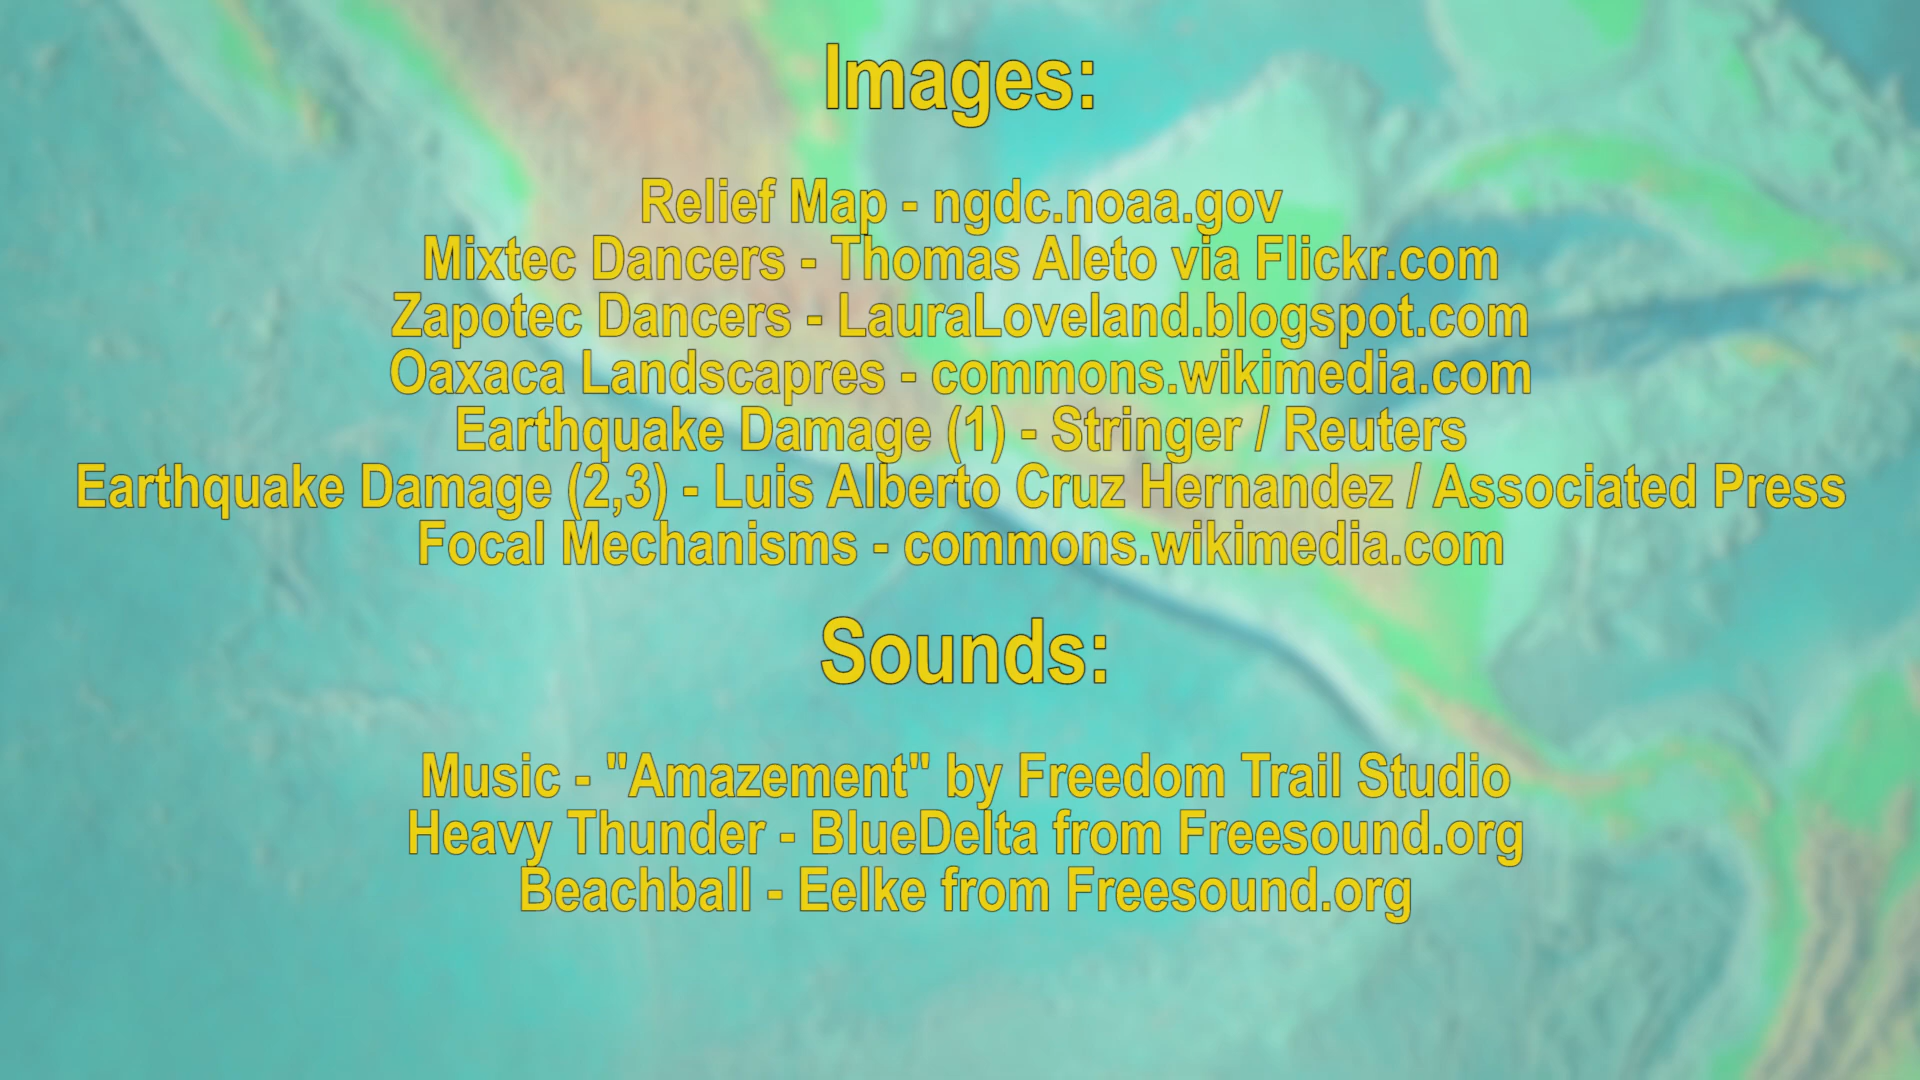 Images:
Relief Map - ngdc.noaa.gov
Mixtec Dancers - Thomas Aleto via Flickr.com
Zapotec Dancers - LauraLoveland.blogspot.com
Oaxaca Landscapres - commons.wikimedia.com
Earthquake Damage (1) - Stringer / Reuters
Earthquake Damage (2,3) - Luis Alberto Cruz Hernandez / Associated Press
Focal Mechanisms - commons.wikimedia.com
Sounds:
Music - "Amazement" by Freedom Trail Studio
Heavy Thunder - BlueDelta from Freesound.org
Beachball - Eelke from Freesound.org